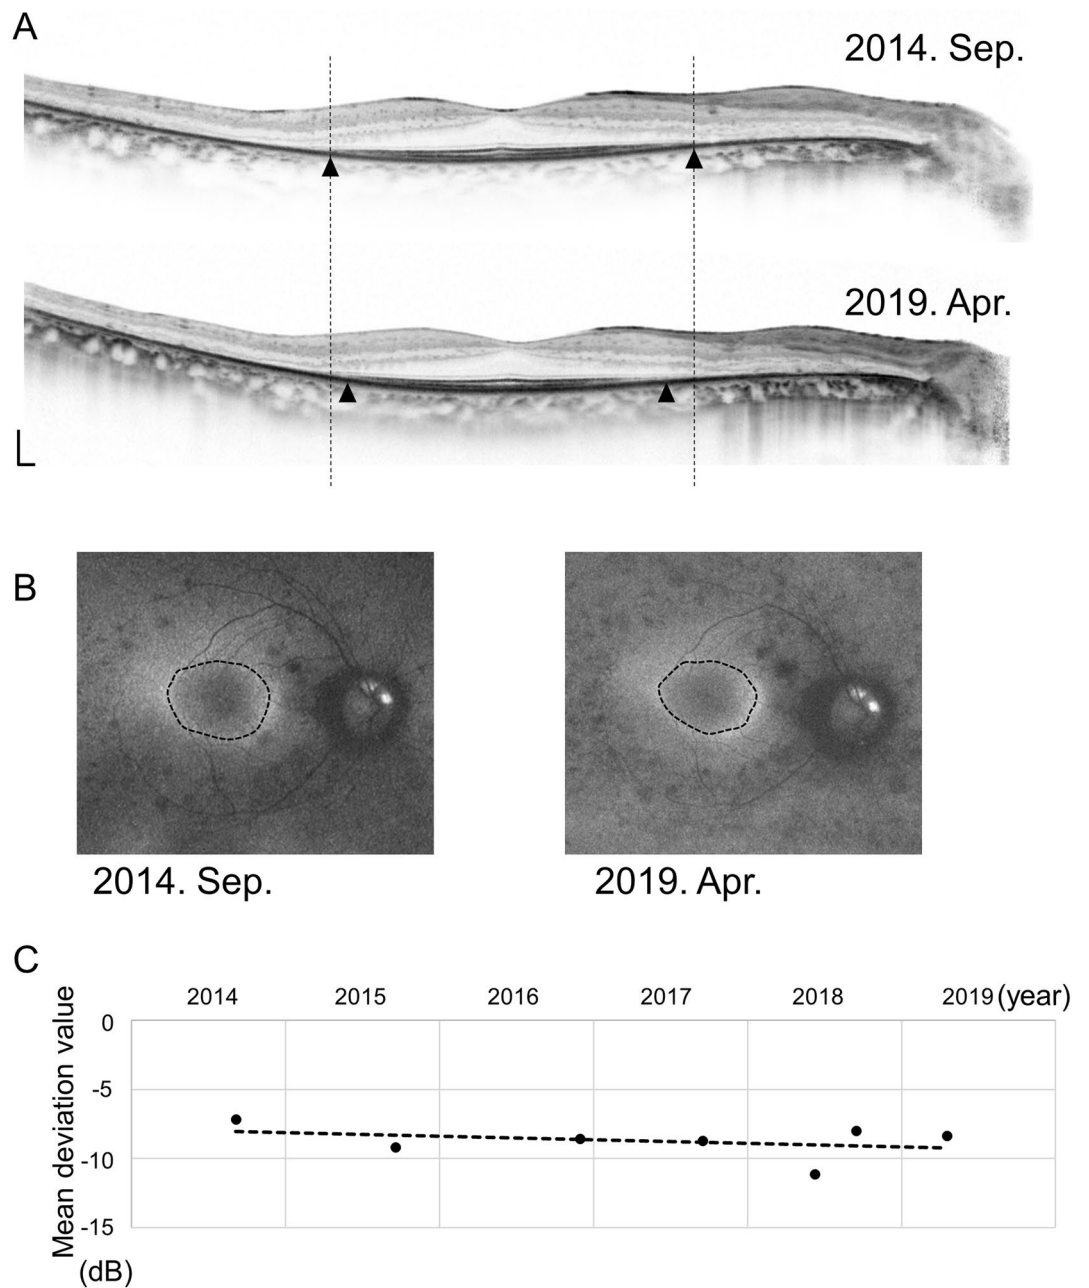 A
2014. Sep.
2019. Apr.
B
2014. Sep.
2019. Apr.
C
2014 2015 2016 2017 2018 2019 (year)
Mean deviation value
0
-5
-10
-15
(dB)